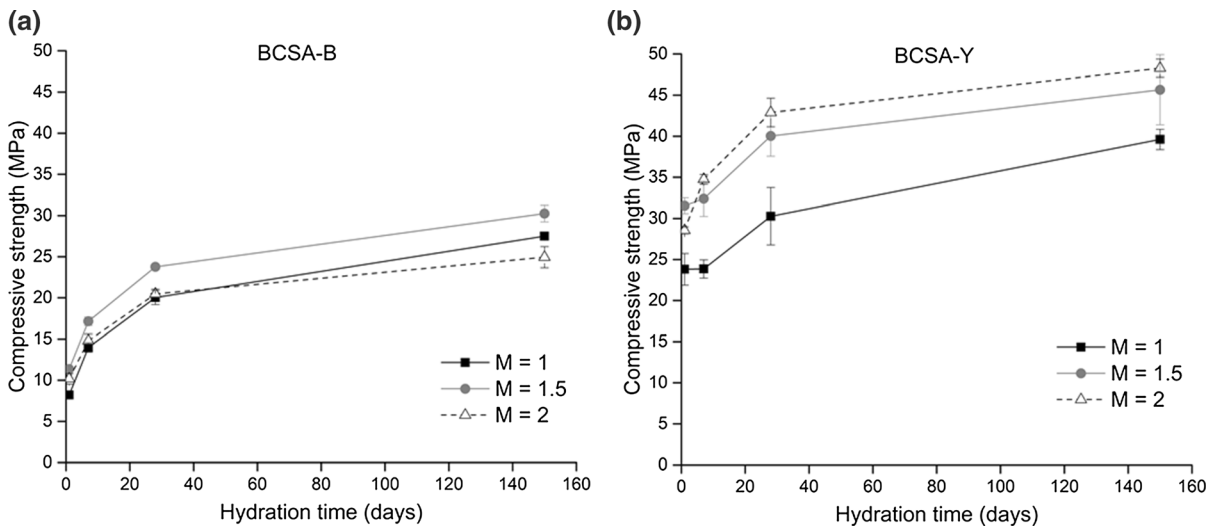 (a)
BCSA-B
Compressive strength (MPa)
50
45
40
35
30
25
20
15
10
5
0
M = 1
M = 1.5
M = 2
0 20 40 60 80 100 120 140 160
Hydration time (days)
(b)
BCSA-Y
Compressive strength (MPa)
50
45
40
35
30
25
20
15
10
5
0
M = 1
M = 1.5
M = 2
0 20 40 60 80 100 120 140 160
Hydration time (days)